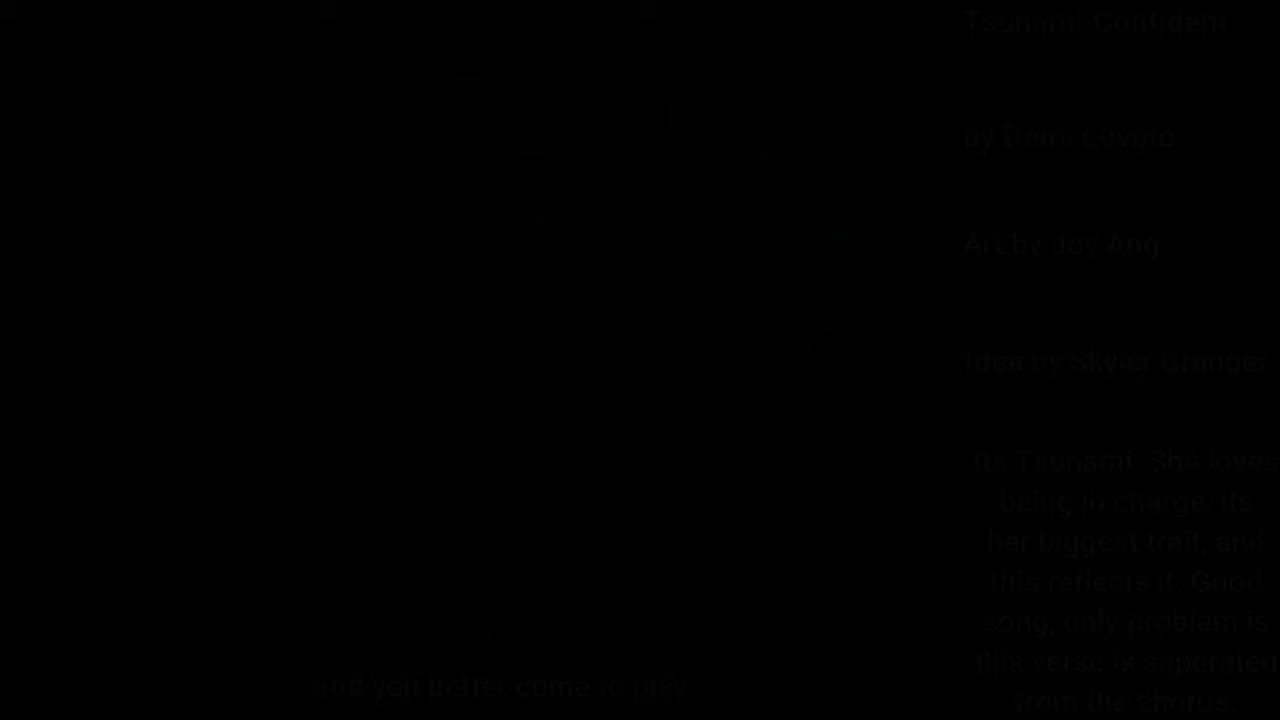 Tsunami-Confident
by Demi Lovato
Art by Joy Ang
Idea by Skyler Granger
Its Tsunami. She loves
being in charge. its
her biggest trait, and
this reflects it. Good
song, only problem is
this verse is seperated
from the chorus.
and you better come to play